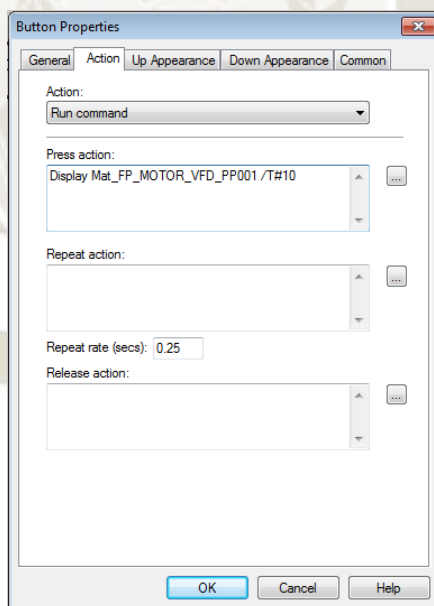 Button Properties
General Action Up Appearance Down Appearance Common
Action:
Run command
Press action:
Display Mat_FP_MOTOR_VFD_PP001 /T#10
...
Repeat action:
...
Repeat rate (secs): 0.25
Release action:
...
OK Cancel Help